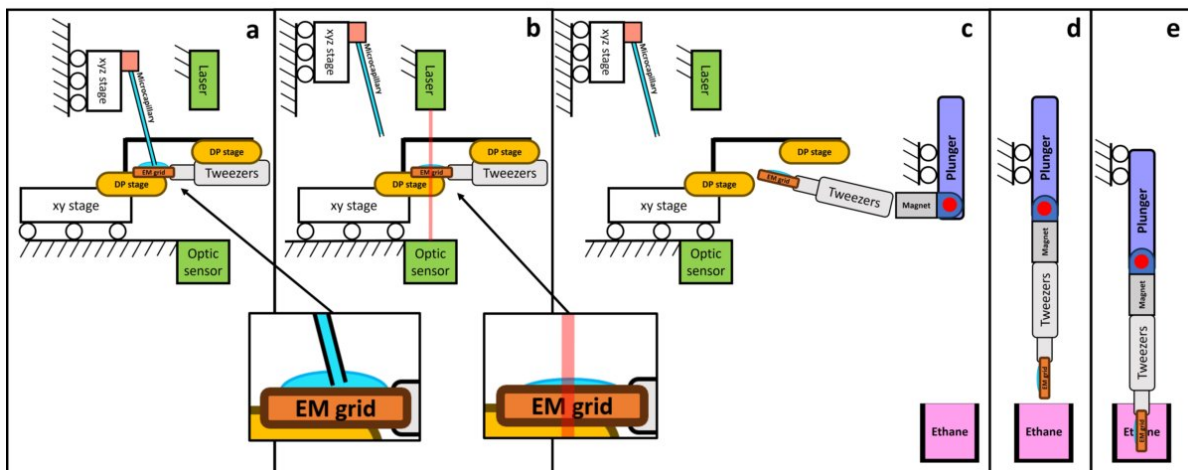 a
xyz stage
Microcapillary
Laser
DP stage
EM grid
Tweezers
DP stage
xy stage
Optic
sensor
EM grid
b
xyz stage
Laser
DP stage
EM grid
Tweezers
DP stage
xy stage
Optic
sensor
EM grid
c
xyz stage
Laser
DP stage
EM grid
Tweezers
Magnet
Plunger
DP stage
xy stage
Optic
sensor
Ethane
d
Plunger
Magnet
Tweezers
EM grid
Ethane
e
Plunger
Magnet
Tweezers
EM grid
Ethane